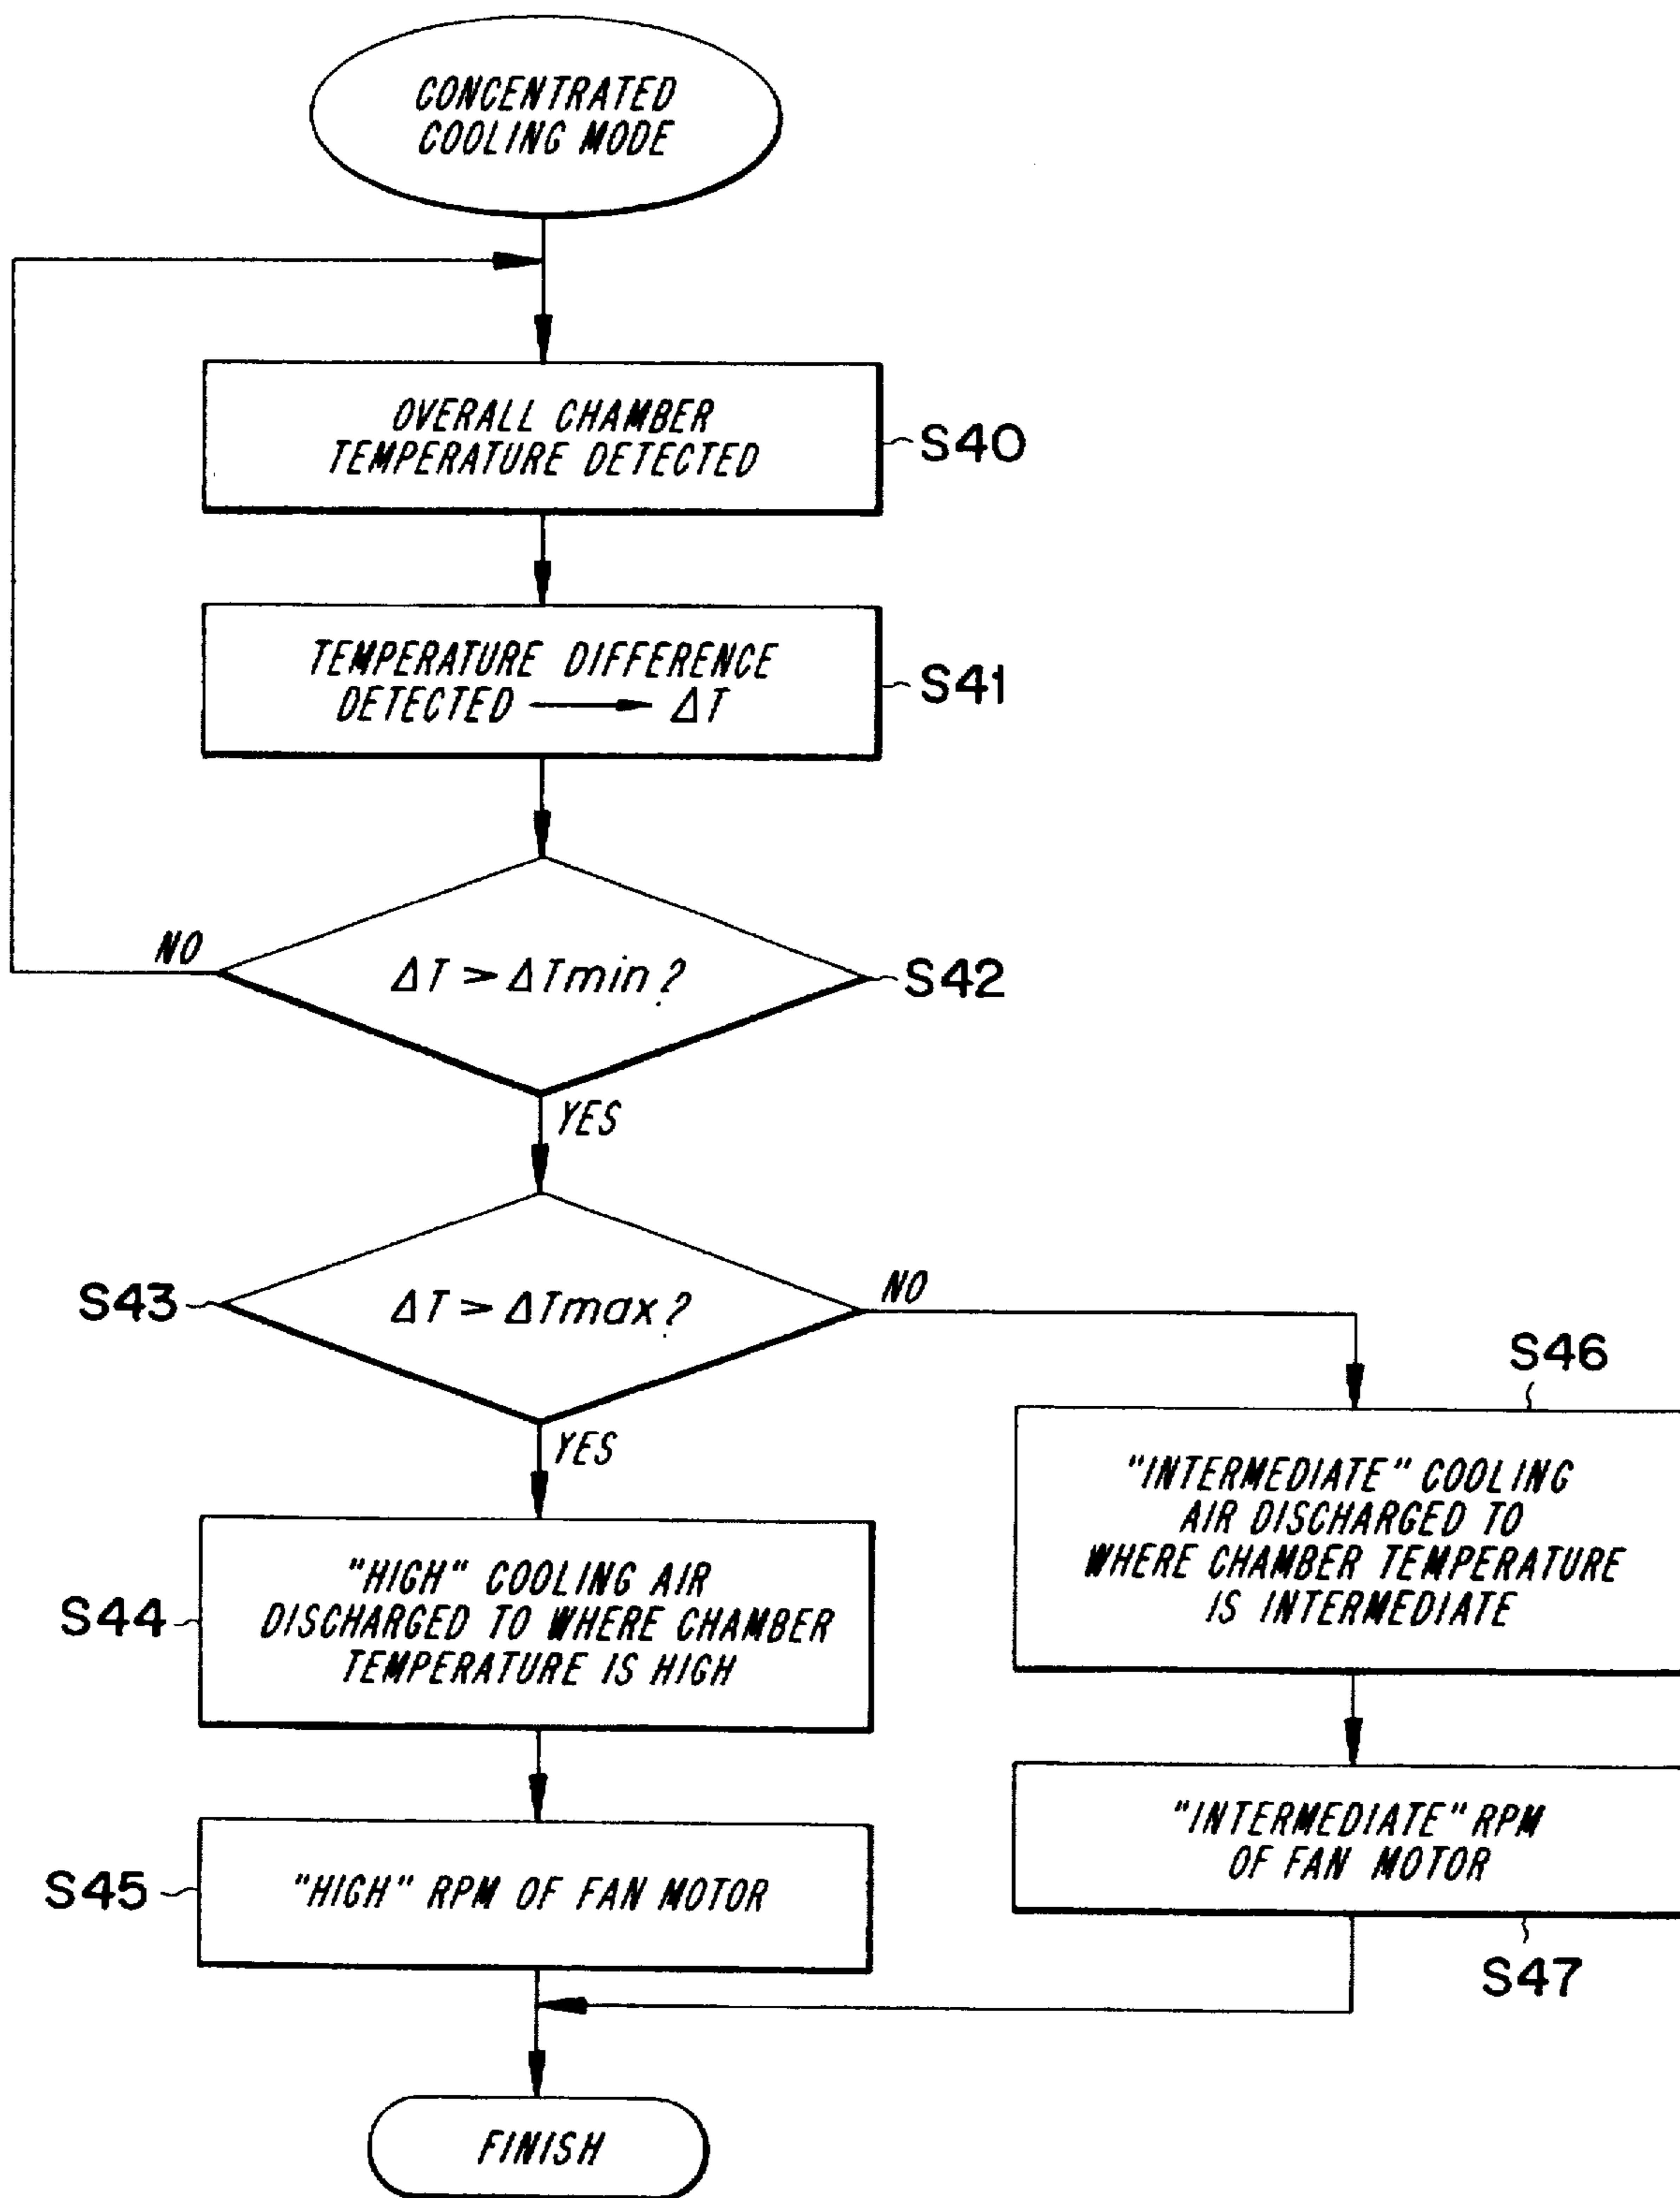 CONCENTRATED
COOLING MODE
OVERALL CHAMBER
TEMPERATURE DETECTED
S40
TEMPERATURE DIFFERENCE
DETECTED → ΔT
S41
NO
ΔT > ΔTmin?
S42
YES
S43
ΔT > ΔTmax?
NO
YES
S46
"INTERMEDIATE" COOLING
AIR DISCHARGED TO
WHERE CHAMBER TEMPERATURE
IS INTERMEDIATE
S44
"HIGH" COOLING AIR
DISCHARGED TO WHERE CHAMBER
TEMPERATURE IS HIGH
"INTERMEDIATE" RPM
OF FAN MOTOR
S47
S45
"HIGH" RPM OF FAN MOTOR
FINISH